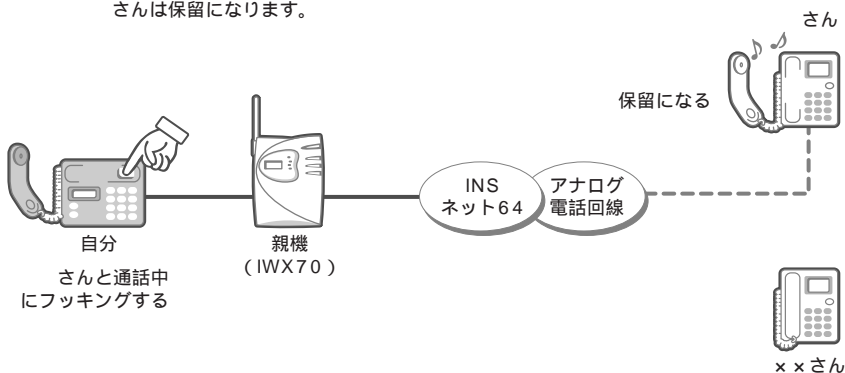 さんは保留になります。
さん
保留になる
INS
ネット64
アナログ
電話回線
自分
親機
(IWX70)
さんと通話中
にフッキングする
××さん